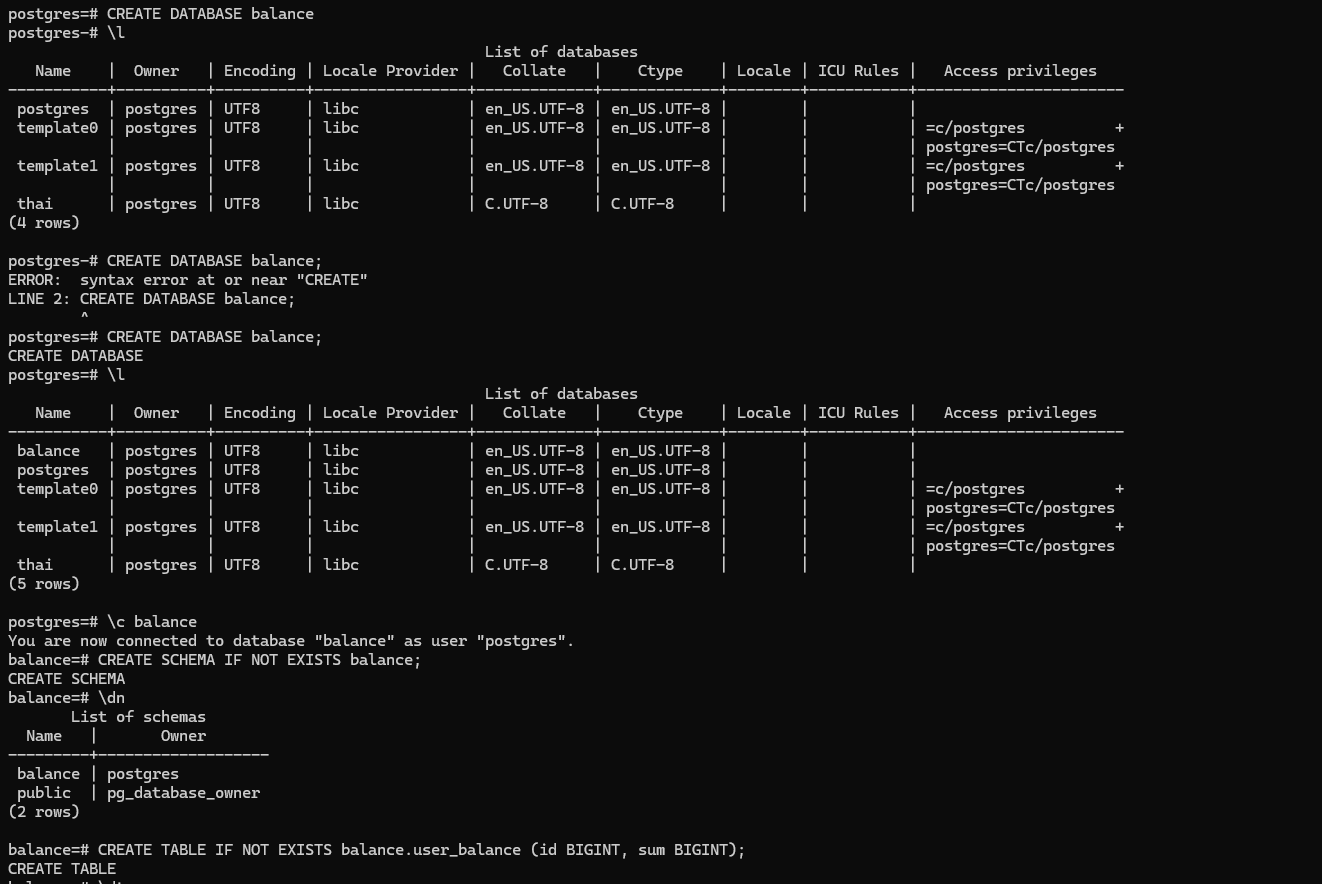 postgres=# CREATE DATABASE balance
postgres-# \l
                                                     List of databases
   Name    |  Owner   | Encoding | Locale Provider |   Collate   |    Ctype    | Locale | ICU Rules |   Access privileges
-----------+----------+----------+-----------------+-------------+-------------+--------+-----------+-----------------------
 postgres  | postgres | UTF8     | libc            | en_US.UTF-8 | en_US.UTF-8 |        |           |
 template0 | postgres | UTF8     | libc            | en_US.UTF-8 | en_US.UTF-8 |        |           | =c/postgres          +
           |          |          |                 |             |             |        |           | postgres=CTc/postgres
 template1 | postgres | UTF8     | libc            | en_US.UTF-8 | en_US.UTF-8 |        |           | =c/postgres          +
           |          |          |                 |             |             |        |           | postgres=CTc/postgres
 thai      | postgres | UTF8     | libc            | C.UTF-8     | C.UTF-8     |        |           |
(4 rows)

postgres-# CREATE DATABASE balance;
ERROR:  syntax error at or near "CREATE"
LINE 2: CREATE DATABASE balance;
        ^
postgres=# CREATE DATABASE balance;
CREATE DATABASE
postgres=# \l
                                                     List of databases
   Name    |  Owner   | Encoding | Locale Provider |   Collate   |    Ctype    | Locale | ICU Rules |   Access privileges
-----------+----------+----------+-----------------+-------------+-------------+--------+-----------+-----------------------
 balance   | postgres | UTF8     | libc            | en_US.UTF-8 | en_US.UTF-8 |        |           |
 postgres  | postgres | UTF8     | libc            | en_US.UTF-8 | en_US.UTF-8 |        |           |
 template0 | postgres | UTF8     | libc            | en_US.UTF-8 | en_US.UTF-8 |        |           | =c/postgres          +
           |          |          |                 |             |             |        |           | postgres=CTc/postgres
 template1 | postgres | UTF8     | libc            | en_US.UTF-8 | en_US.UTF-8 |        |           | =c/postgres          +
           |          |          |                 |             |             |        |           | postgres=CTc/postgres
 thai      | postgres | UTF8     | libc            | C.UTF-8     | C.UTF-8     |        |           |
(5 rows)

postgres=# \c balance
You are now connected to database "balance" as user "postgres".
balance=# CREATE SCHEMA IF NOT EXISTS balance;
CREATE SCHEMA
balance=# \dn
       List of schemas
  Name   |       Owner
---------+-------------------
 balance | postgres
 public  | pg_database_owner
(2 rows)

balance=# CREATE TABLE IF NOT EXISTS balance.user_balance (id BIGINT, sum BIGINT);
CREATE TABLE